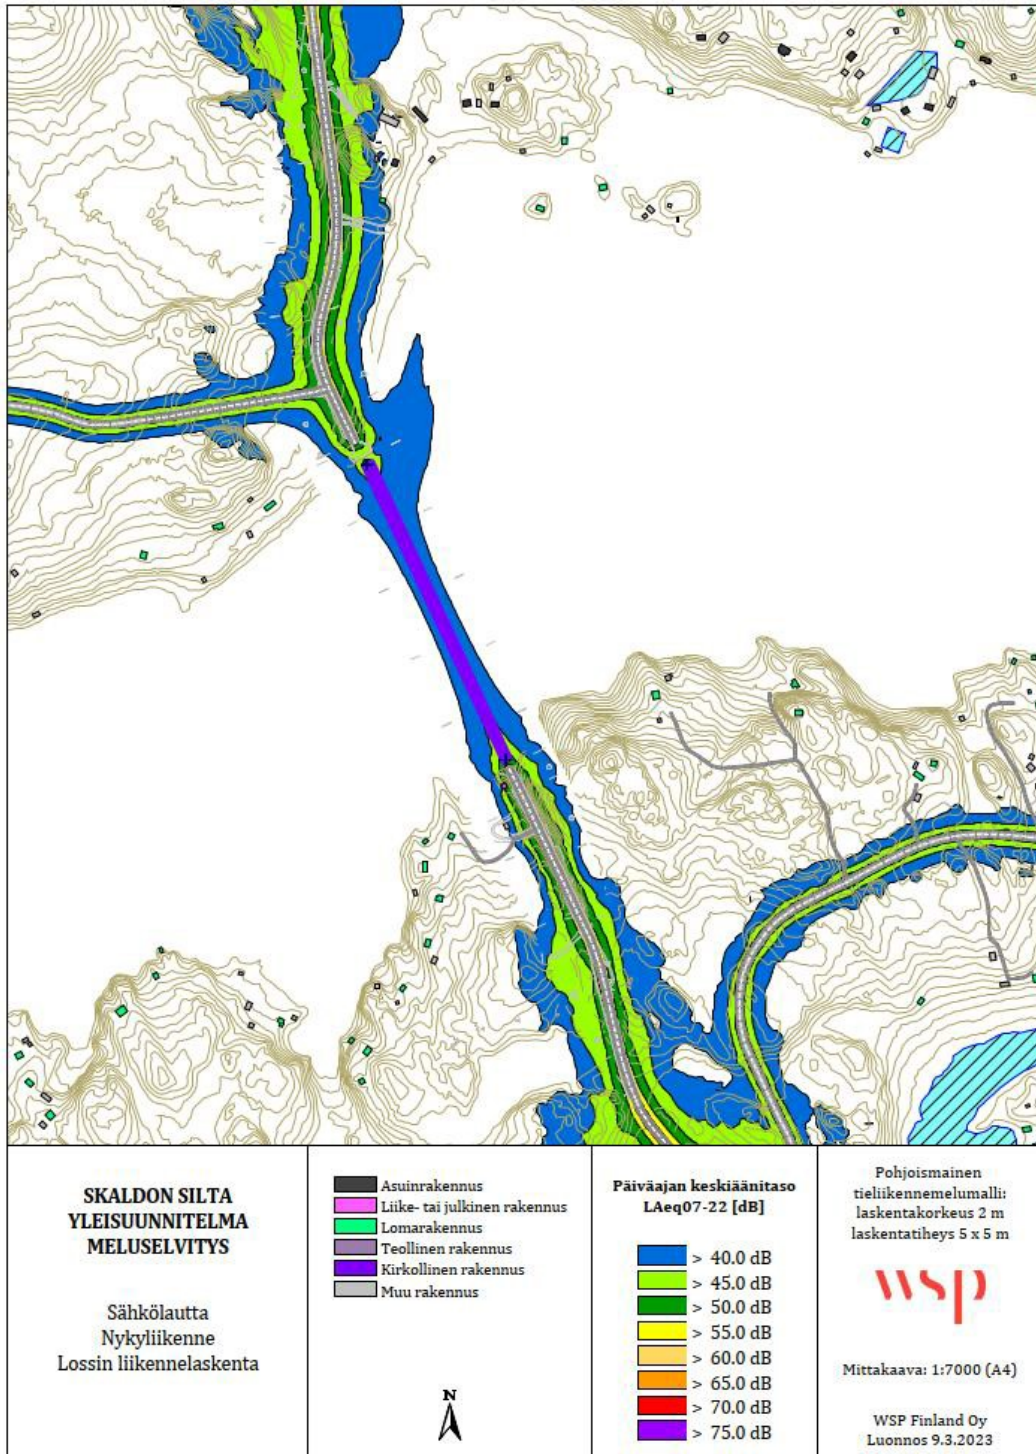 SKALDON SILTA
YLEISUUNNITELMA
MELUSELVITYS
Sähkölautta
Nykyliikenne
Lossin liikennelaskenta
Asuinrakennus
Liike- tai julkinen rakennus
Lomarakennus
Teollinen rakennus
Kirkollinen rakennus
Muu rakennus
N
Päiväajan keskiäänitaso
LAeq07-22 [dB]
> 40.0 dB
> 45.0 dB
> 50.0 dB
> 55.0 dB
> 60.0 dB
> 65.0 dB
> 70.0 dB
> 75.0 dB
Pohjoismainen
tieliikennemelumalli:
laskentakorkeus 2 m
laskentatiheys 5 x 5 m
wsp
Mittakaava: 1:7000 (A4)
WSP Finland Oy
Luonnos 9.3.2023